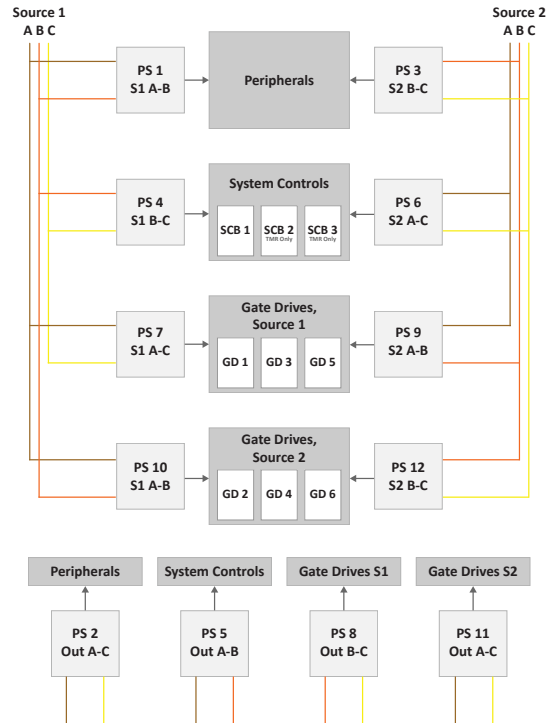 Source 1
A B C
Source 2
A B C
PS 1
S1 A-B
Peripherals
PS 3
S2 B-C
PS 4
S1 B-C
System Controls
SCB 1
SCB 2
TMR Only
SCB 3
TMR Only
PS 6
S2 A-C
PS 7
S1 A-C
Gate Drives,
Source 1
GD 1
GD 3
GD 5
PS 9
S2 A-B
PS 10
S1 A-B
Gate Drives,
Source 2
GD 2
GD 4
GD 6
PS 12
S2 B-C
Peripherals
System Controls
Gate Drives S1
Gate Drives S2
PS 2
Out A-C
PS 5
Out A-B
PS 8
Out B-C
PS 11
Out A-C